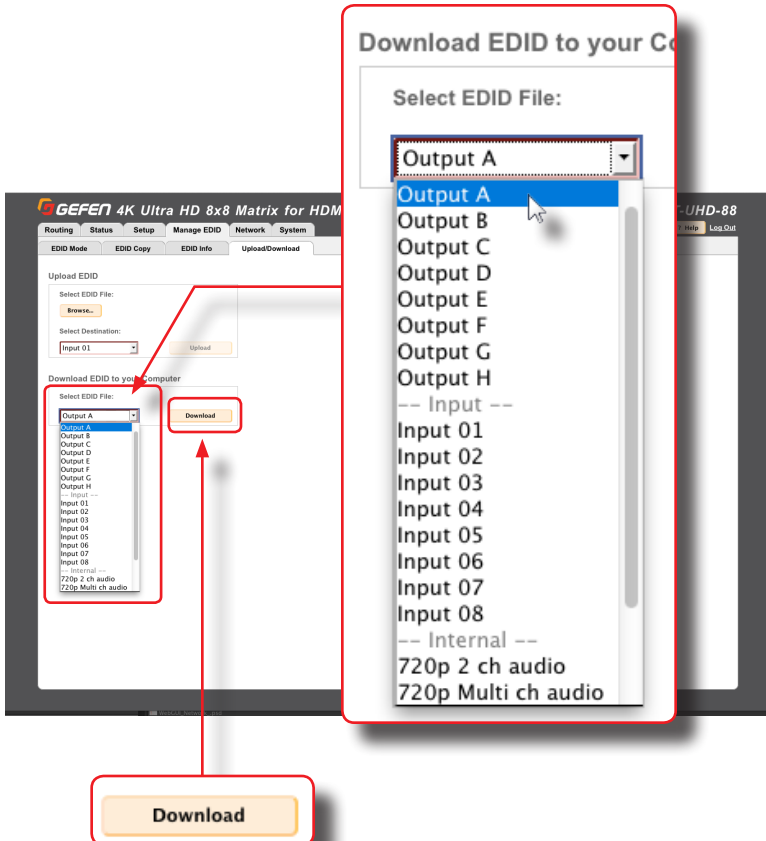 Download EDID to your Co
Select EDID File:
Output A
Output A
Output B
Output C
Output D
Output E
Output F
Output G
Output H
-- Input --
Input 01
Input 02
Input 03
Input 04
Input 05
Input 06
Input 07
Input 08
-- Internal --
720p 2 ch audio
720p Multi ch audio
GEFEN 4K Ultra HD 8x8 Matrix for HDM
-UHD-88
Routing Status Setup Manage EDID Network System
? Help Log Out
EDID Mode EDID Copy EDID Info Upload/Download
Upload EDID
Select EDID File:
Browse...
Select Destination:
Input 01 Upload
Download EDID to your Computer
Select EDID File:
Output A Download
Output A
Output B
Output C
Output D
Output E
Output F
Output G
Output H
-- Input --
Input 01
Input 02
Input 03
Input 04
Input 05
Input 06
Input 07
Input 08
-- Internal --
720p 2 ch audio
720p Multi ch audio
Download